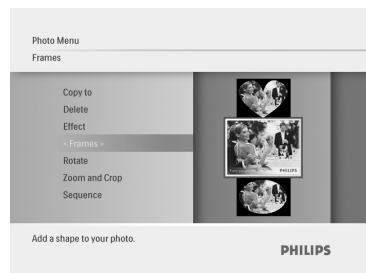 Photo Menu
Frames
Copy to
Delete
Effect
< Frames >
Rotate
Zoom and Crop
Sequence
PHILIPS
Add a shape to your photo.
PHILIPS